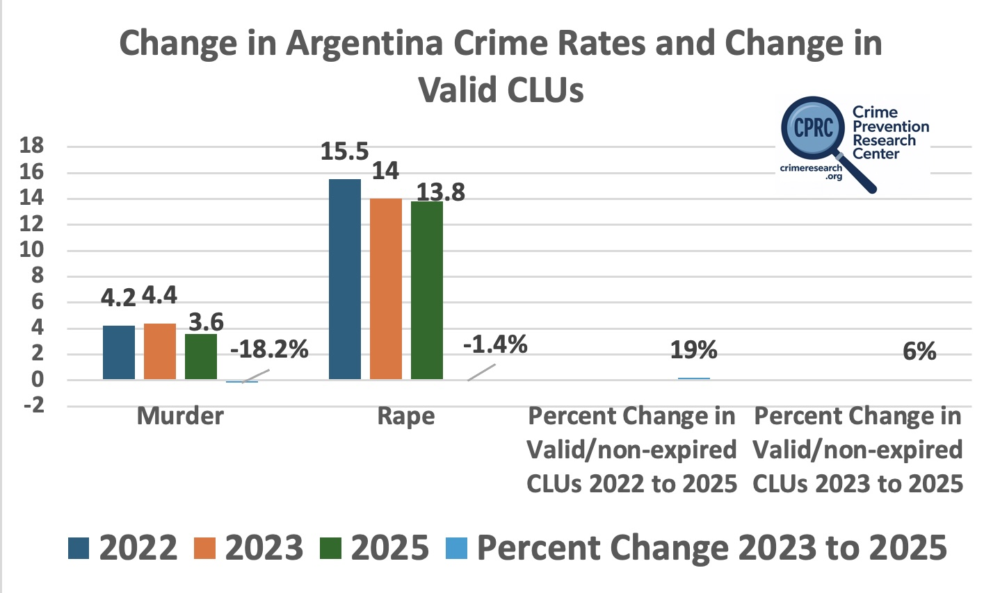 Change in Argentina Crime Rates and Change in
Valid CLUs
CPRC
Crime
Prevention
Research
Center
crimeresearch
.org
18
16
14
12
10
8
6
4
2
0
-2
4.2
4.4
3.6
-18.2%
15.5
14
13.8
-1.4%
19%
6%
Murder
Rape
Percent Change in
Valid/non-expired
CLUs 2022 to 2025
Percent Change in
Valid/non-expired
CLUs 2023 to 2025
2022 2023 2025 Percent Change 2023 to 2025